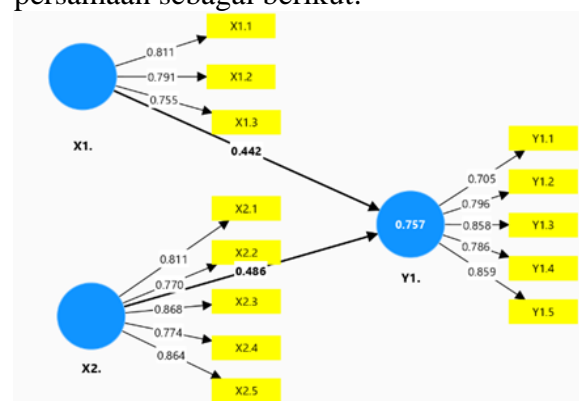 persamaan sebagai berikut:
X1.1
0.811
0.791
X1.2
0.755
X1.3
X1.
0.442
Y1.1
0.705
Y1.2
0.796
0.757
0.858
Y1.3
0.786
Y1.4
0.859
Y1.
Y1.5
X2.1
0.811
X2.2
0.486
0.770
0.868
X2.3
0.774
X2.4
0.864
X2.
X2.5